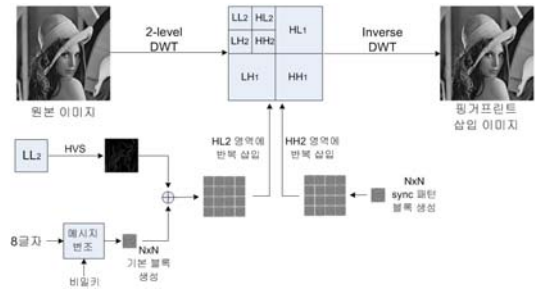 2-level
DWT
LL2
HL2
LH2
HH2
HL1
LH1
HH1
Inverse
DWT
원본 이미지
핑거프린트
삽입 이미지
LL2
HVS
HL2 영역에
반복 삽입
HH2 영역에
반복 삽입
NxN
sync 패턴
블록 생성
8글자
메시지
변조
비밀키
NxN
기본 블록
생성